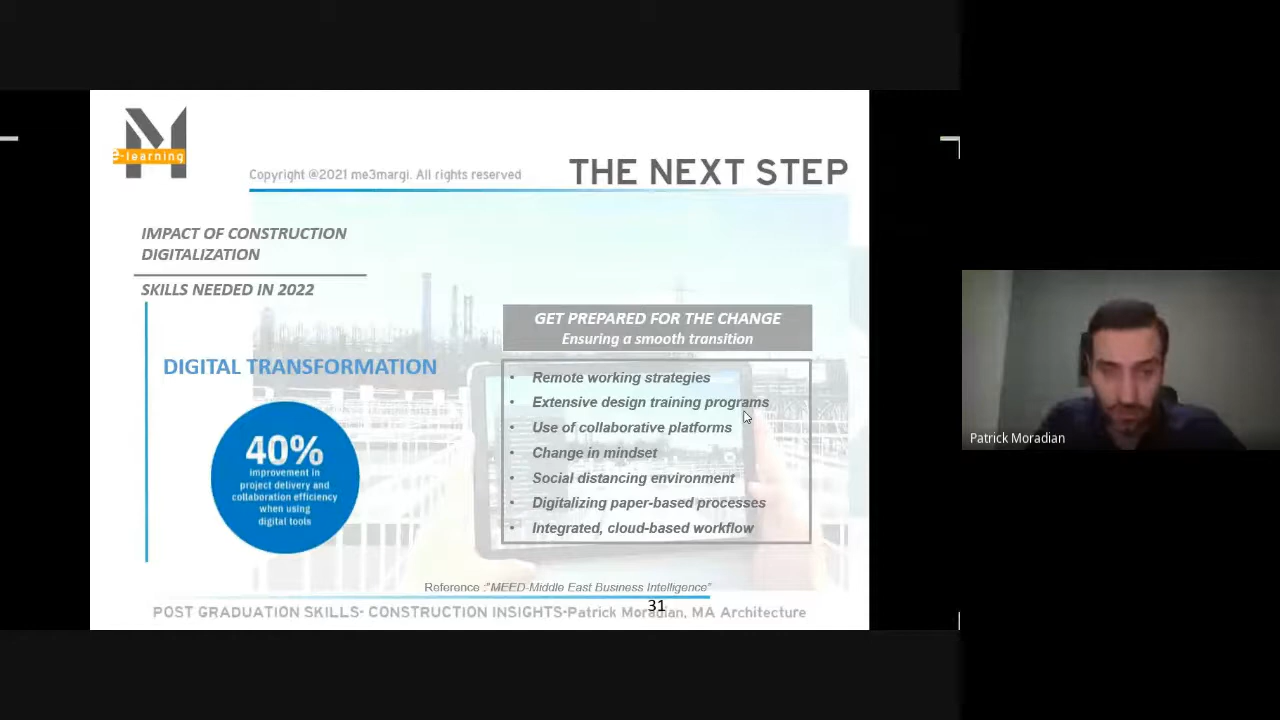 e-learning
Copyright @2021 me3margi. All rights reserved
THE NEXT STEP
IMPACT OF CONSTRUCTION
DIGITALIZATION
SKILLS NEEDED IN 2022
DIGITAL TRANSFORMATION
40%
improvement in
project delivery and
collaboration efficiency
when using
digital tools
GET PREPARED FOR THE CHANGE
Ensuring a smooth transition
• Remote working strategies
• Extensive design training programs
• Use of collaborative platforms
• Change in mindset
• Social distancing environment
• Digitalizing paper-based processes
• Integrated, cloud-based workflow
Reference :"MEED-Middle East Business Intelligence"
31
POST GRADUATION SKILLS- CONSTRUCTION INSIGHTS-Patrick Moradian, MA Architecture
Patrick Moradian